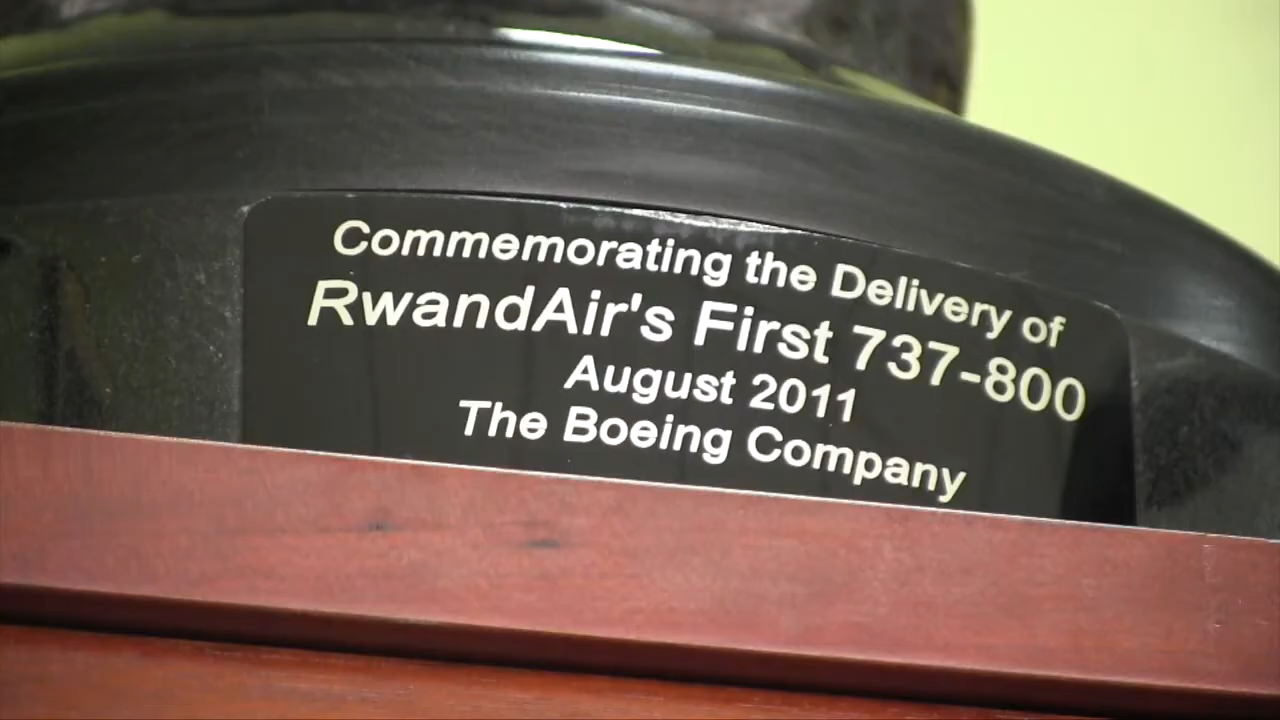 Commemorating the Delivery of
RwandAir's First 737-800
August 2011
The Boeing Company